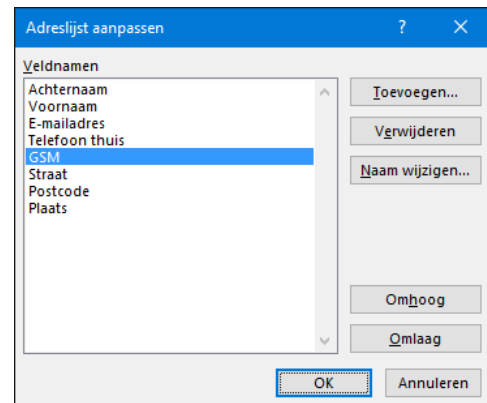 Adreslijst aanpassen ? ×
Veldnamen
Achternaam
Voornaam
E-mailadres
Telefoon thuis
GSM
Straat
Postcode
Plaats
Toevoegen...
Verwijderen
Naam wijzigen...
Omhoog
Omlaag
OK
Annuleren